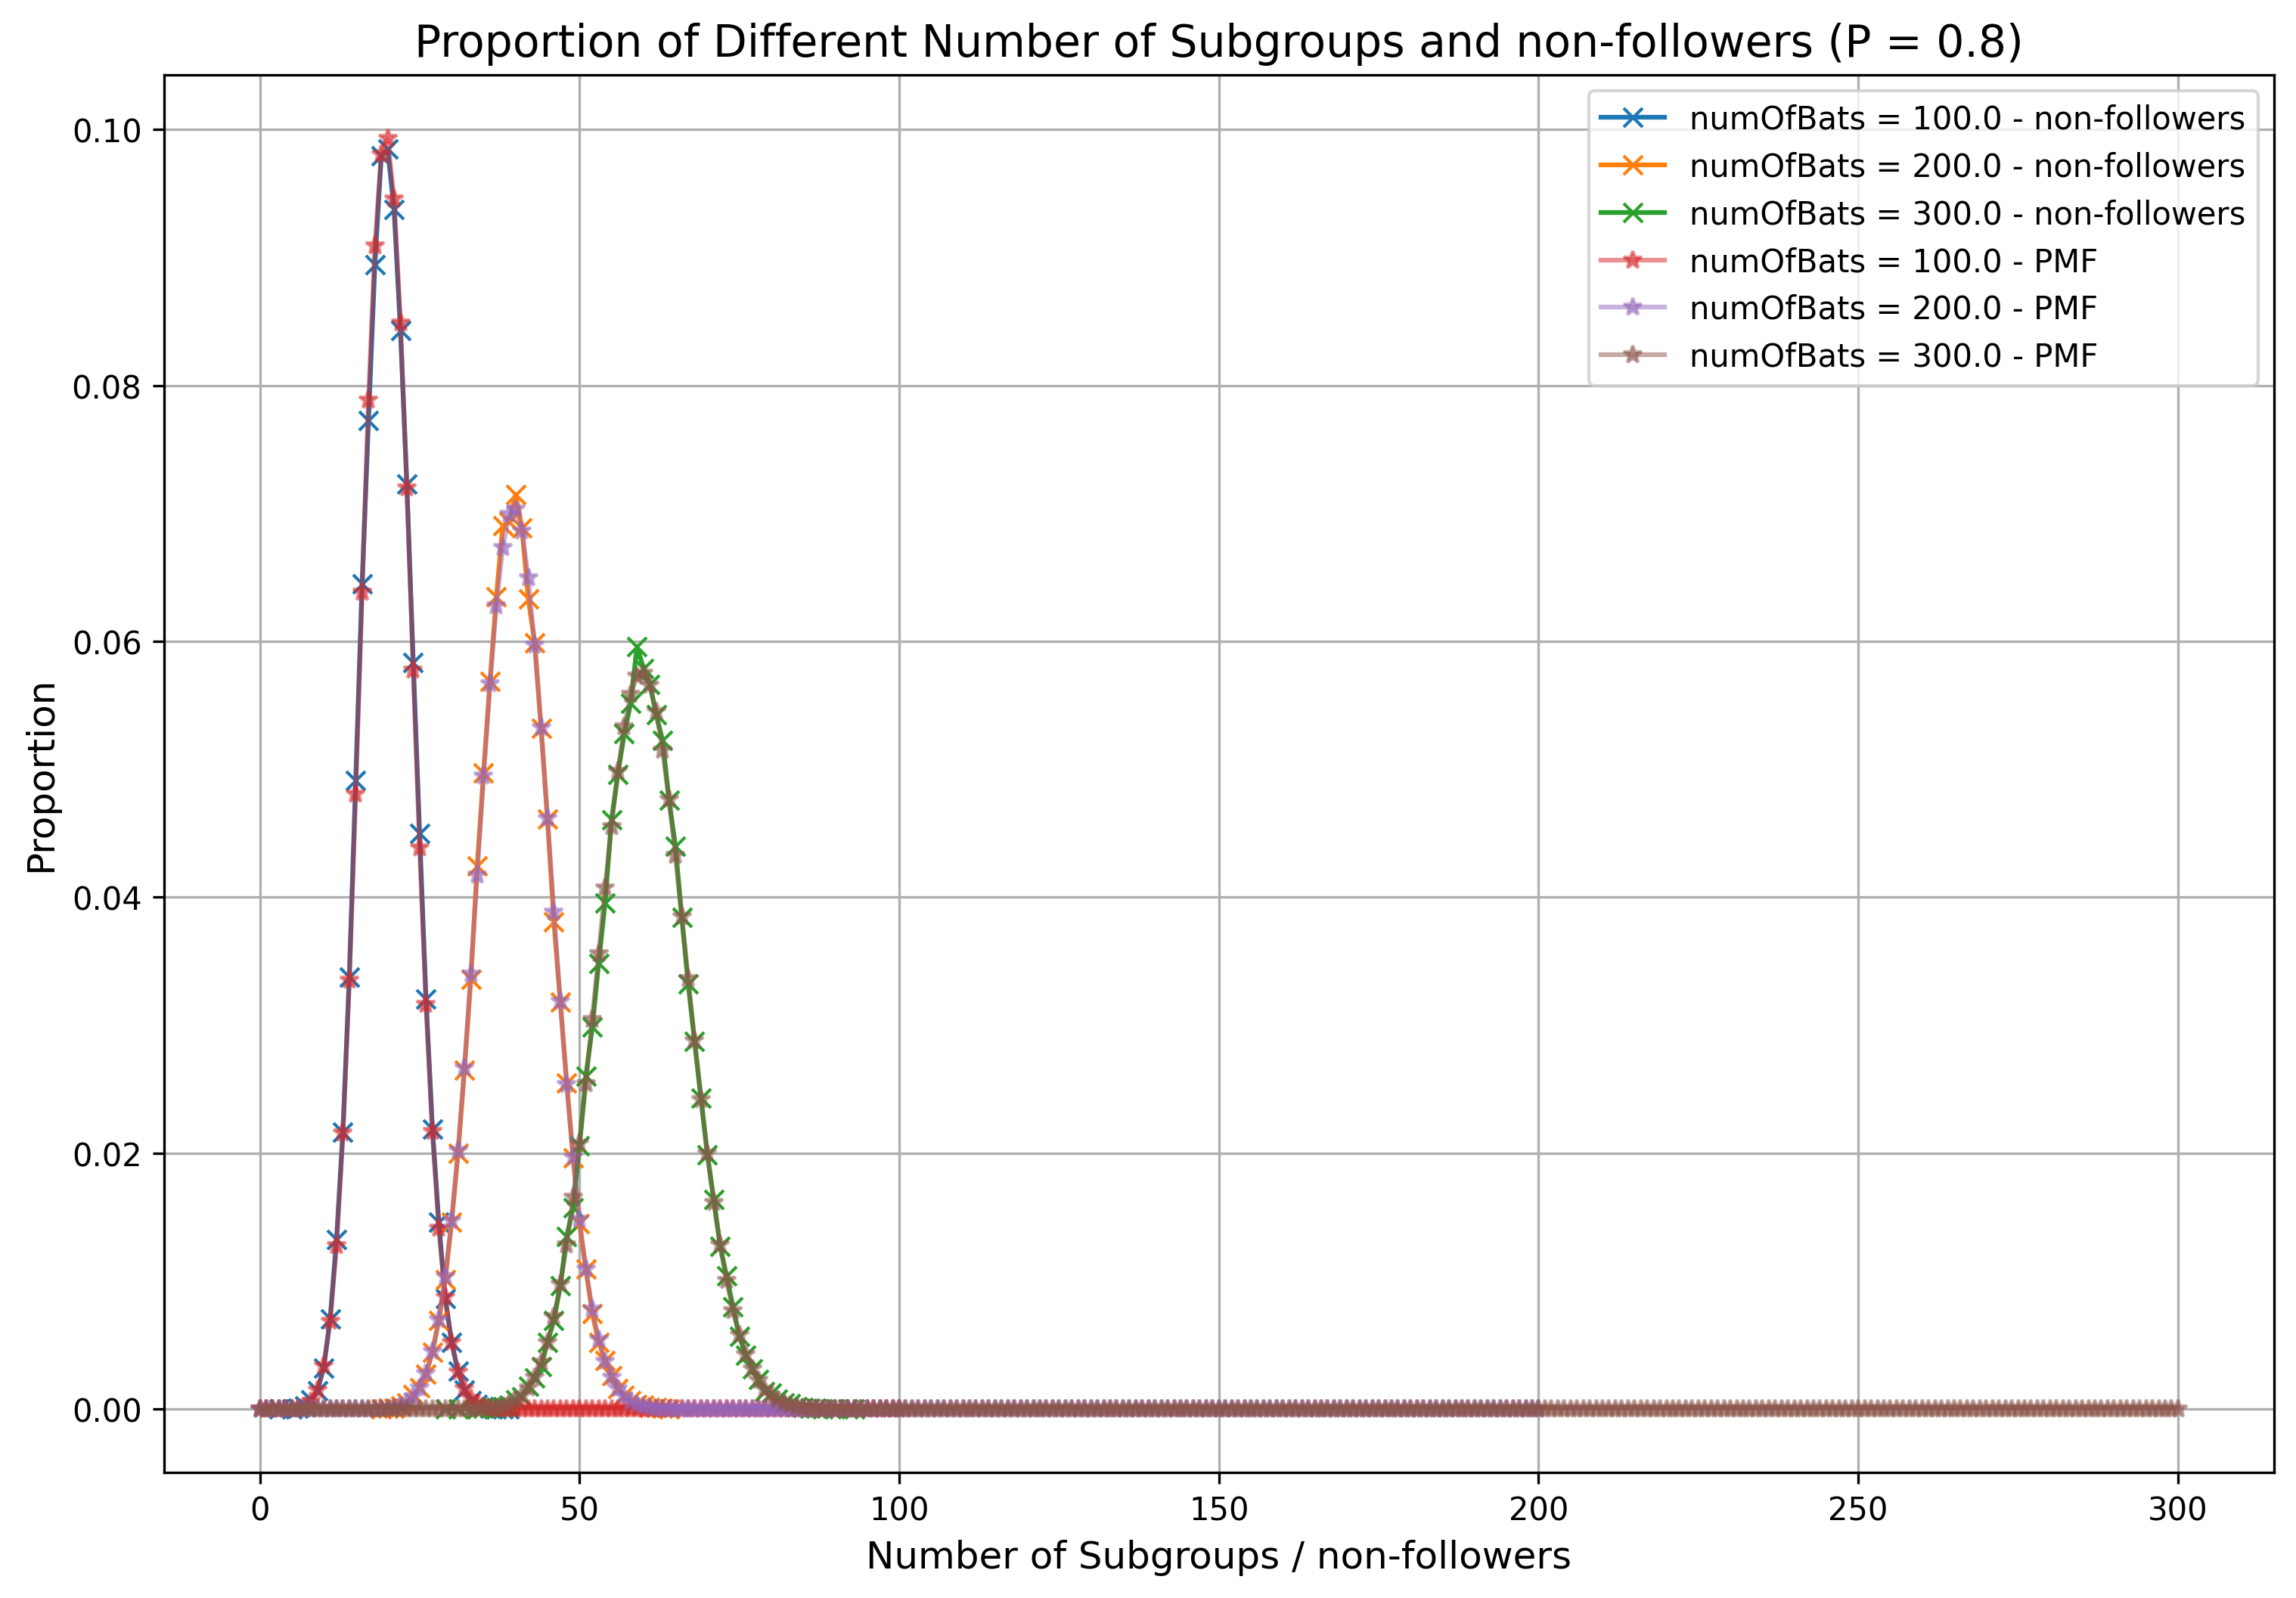 Proportion of Different Number of Subgroups and non-followers (P = 0.8)
numOfBats = 100.0 - non-followers
numOfBats = 200.0 - non-followers
numOfBats = 300.0 - non-followers
numOfBats = 100.0 - PMF
numOfBats = 200.0 - PMF
numOfBats = 300.0 - PMF
Proportion
0.10
0.08
0.06
0.04
0.02
0.00
0 50 100 150 200 250 300
Number of Subgroups / non-followers